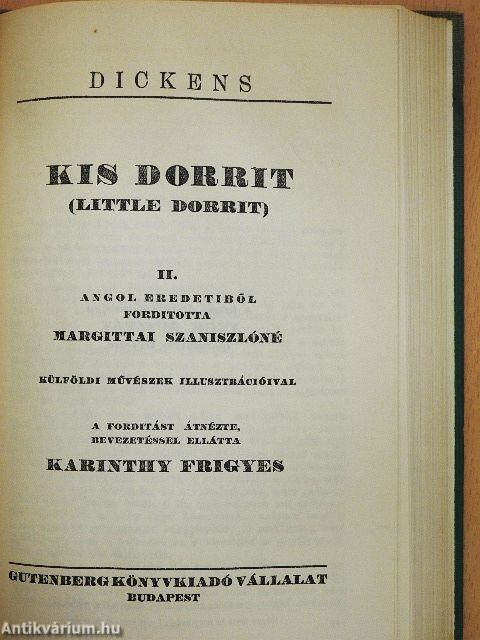 DICKENS
KIS DORRIT
(LITTLE DORRIT)
II.
ANGOL EREDETIBŐL
FORDITOTTA
MARGITTAI SZANISZLÓNÉ
KÜLFÖLDI MŰVÉSZEK ILLUSZTRÁCIÓIVAL
A FORDITÁST ÁTNÉZTE,
BEVEZETÉSSEL ELLÁTTA
KARINTHY FRIGYES
GUTENBERG KÖNYVKIADÓ VÁLLALAT
BUDAPEST
Antikvárium.hu